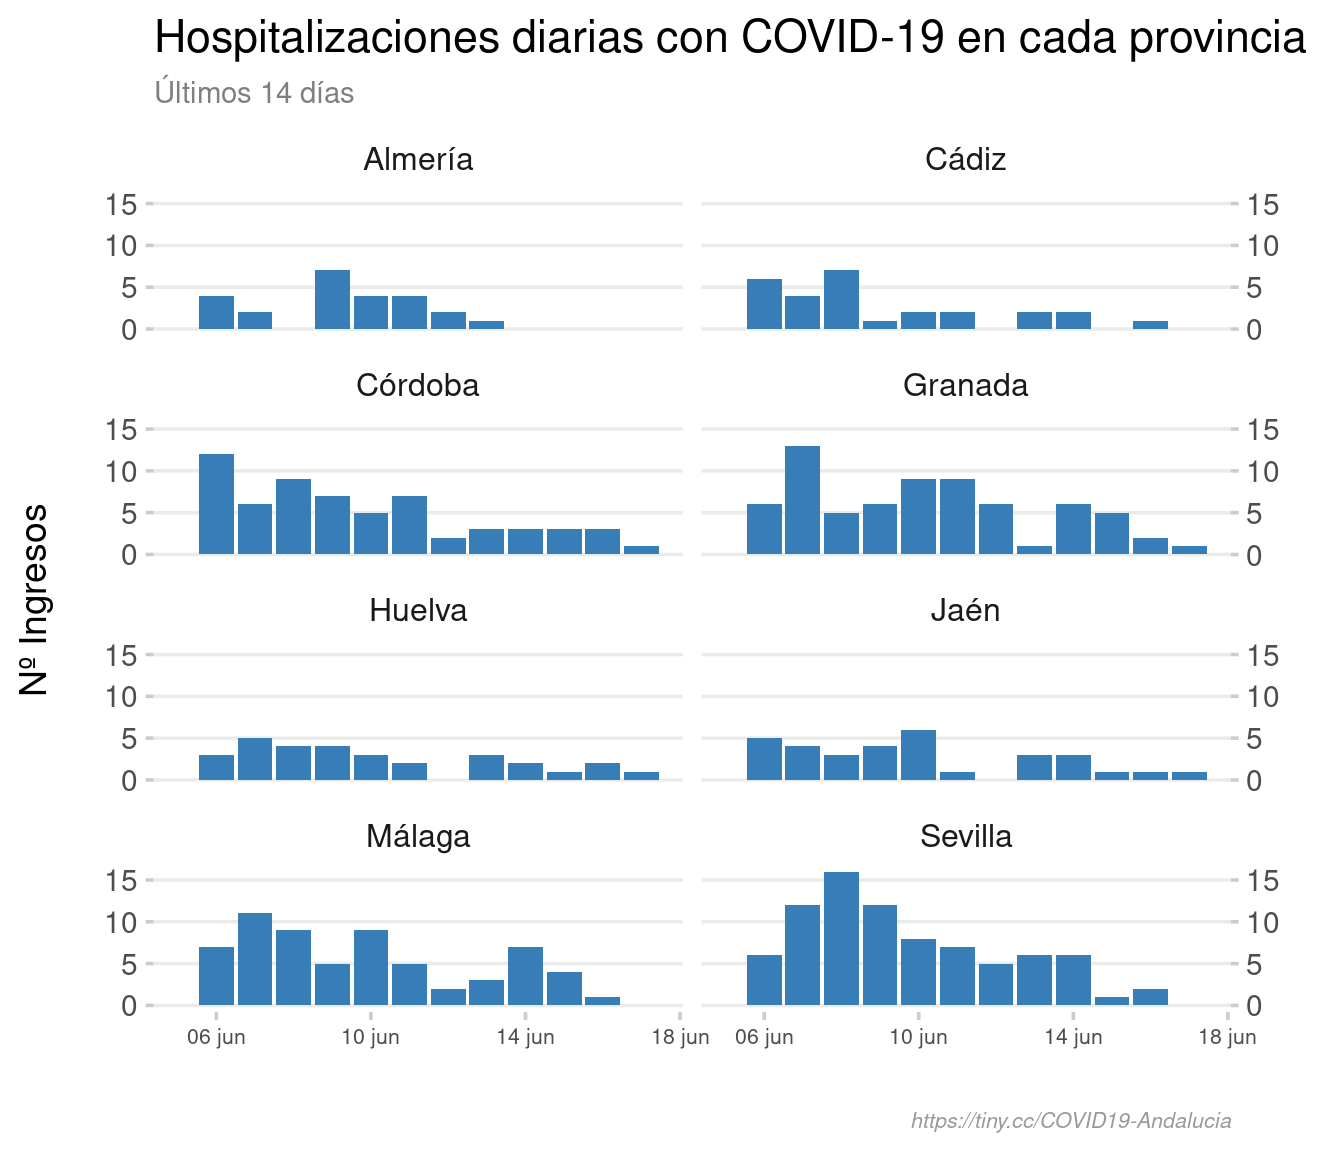 Hospitalizaciones diarias con COVID-19 en cada provincia
Últimos 14 días
Almería
Cádiz
15
10
5
0
15
10
5
0
Córdoba
Granada
15
10
5
0
15
10
5
0
Nº Ingresos
Huelva
Jaén
15
10
5
0
15
10
5
0
Málaga
Sevilla
15
10
5
0
15
10
5
0
06 jun 10 jun 14 jun 18 jun 06 jun 10 jun 14 jun 18 jun
https://tiny.cc/COVID19-Andalucia